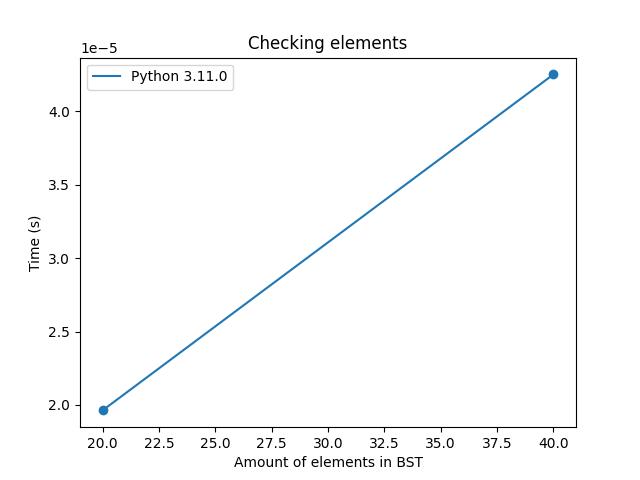 Checking elements
1e−5
Python 3.11.0
4.0
3.5
3.0
2.5
2.0
Time (s)
20.0 22.5 25.0 27.5 30.0 32.5 35.0 37.5 40.0
Amount of elements in BST